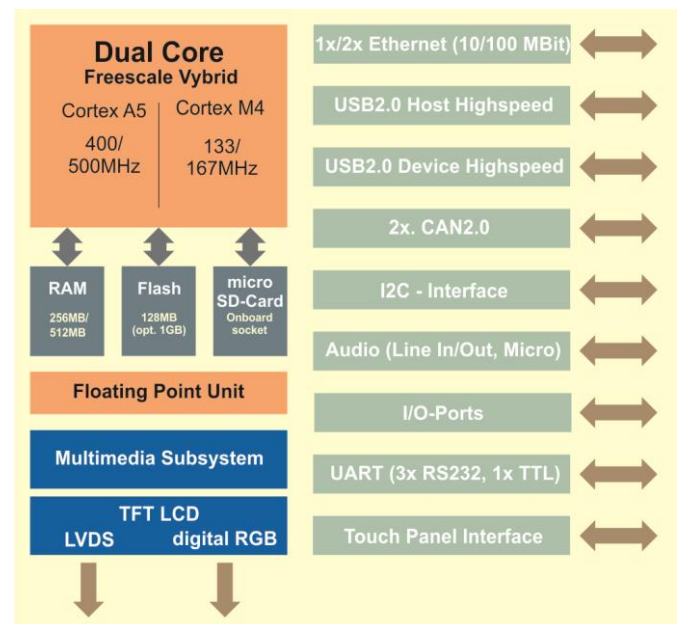 Dual Core
Freescale Vybrid
Cortex A5
400/
500MHz
Cortex M4
133/
167MHz
RAM
256MB/
512MB
Flash
128MB
(opt. 1GB)
micro
SD-Card
Onboard
socket
Floating Point Unit
Multimedia Subsystem
TFT LCD
LVDS digital RGB
1x/2x Ethernet (10/100 MBit)
USB2.0 Host Highspeed
USB2.0 Device Highspeed
2x. CAN2.0
I2C - Interface
Audio (Line In/Out, Micro)
I/O-Ports
UART (3x RS232, 1x TTL)
Touch Panel Interface